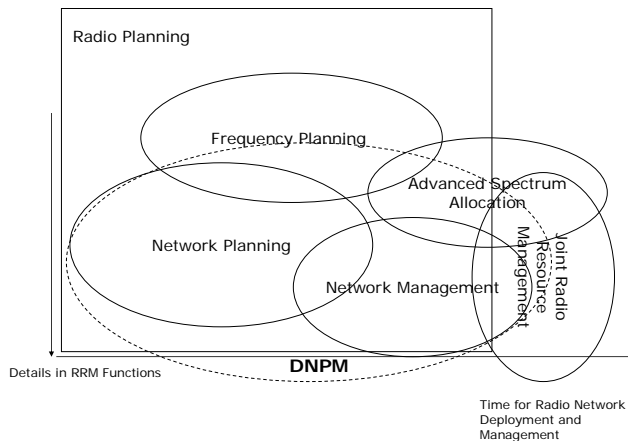 Radio Planning
Frequency Planning
Advanced Spectrum
Allocation
Network Planning
Network Management
Joint Radio
Resource
Management
DNPM
Details in RRM Functions
Time for Radio Network
Deployment and
Management